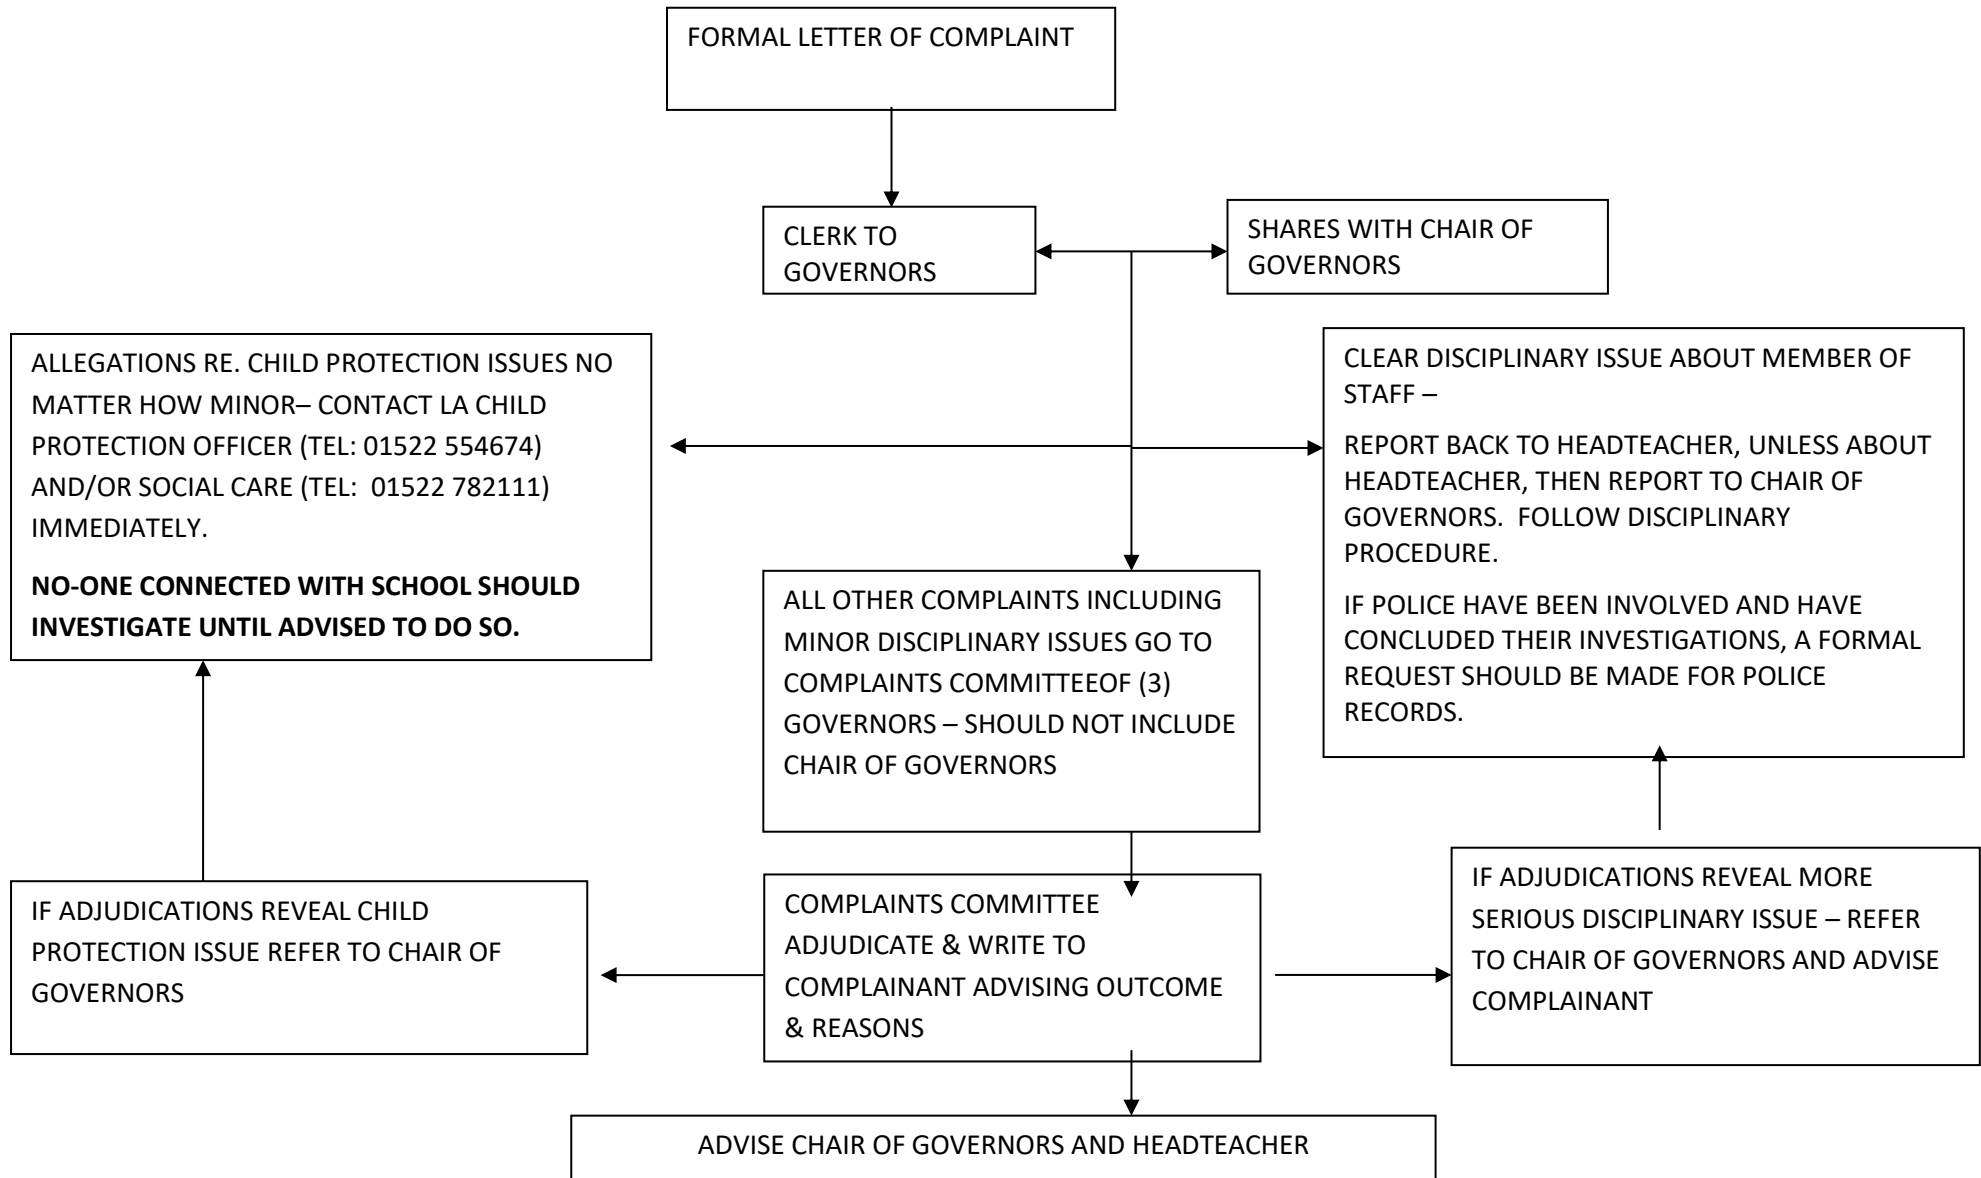 FORMAL LETTER OF COMPLAINT
CLERK TO
GOVERNORS
SHARES WITH CHAIR OF
GOVERNORS
ALLEGATIONS RE. CHILD PROTECTION ISSUES NO
MATTER HOW MINOR– CONTACT LA CHILD
PROTECTION OFFICER (TEL: 01522 554674)
AND/OR SOCIAL CARE (TEL:  01522 782111)
IMMEDIATELY.
NO-ONE CONNECTED WITH SCHOOL SHOULD
INVESTIGATE UNTIL ADVISED TO DO SO.
CLEAR DISCIPLINARY ISSUE ABOUT MEMBER OF
STAFF –
REPORT BACK TO HEADTEACHER, UNLESS ABOUT
HEADTEACHER, THEN REPORT TO CHAIR OF
GOVERNORS.  FOLLOW DISCIPLINARY
PROCEDURE.
IF POLICE HAVE BEEN INVOLVED AND HAVE
CONCLUDED THEIR INVESTIGATIONS, A FORMAL
REQUEST SHOULD BE MADE FOR POLICE
RECORDS.
ALL OTHER COMPLAINTS INCLUDING
MINOR DISCIPLINARY ISSUES GO TO
COMPLAINTS COMMITTEEOF (3)
GOVERNORS – SHOULD NOT INCLUDE
CHAIR OF GOVERNORS
IF ADJUDICATIONS REVEAL CHILD
PROTECTION ISSUE REFER TO CHAIR OF
GOVERNORS
COMPLAINTS COMMITTEE
ADJUDICATE & WRITE TO
COMPLAINANT ADVISING OUTCOME
& REASONS
IF ADJUDICATIONS REVEAL MORE
SERIOUS DISCIPLINARY ISSUE – REFER
TO CHAIR OF GOVERNORS AND ADVISE
COMPLAINANT
ADVISE CHAIR OF GOVERNORS AND HEADTEACHER